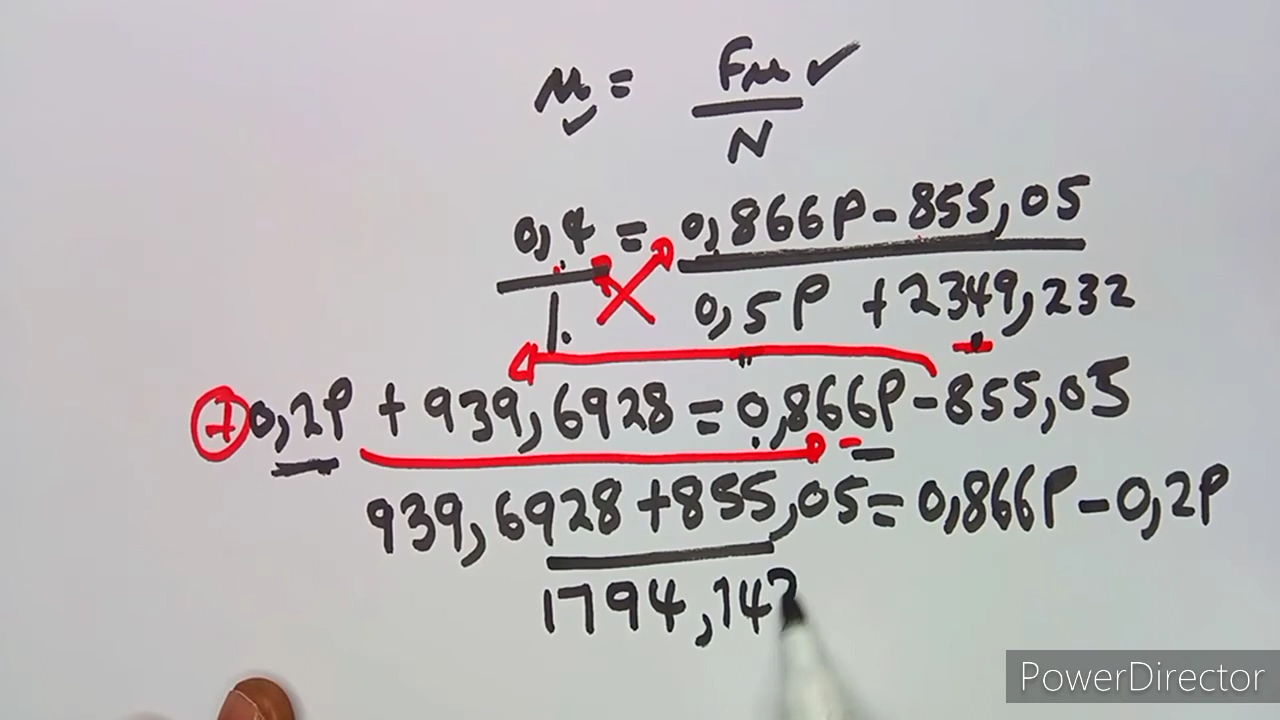 μ = Fμ ✓
N
0,4 = 0,866P - 855,05
1. 0,5P + 2349,232
+ 0,2P + 939,6928 = 0,866P - 855,05
939,6928 + 855,05 = 0,866P - 0,2P
1794,742
PowerDirector